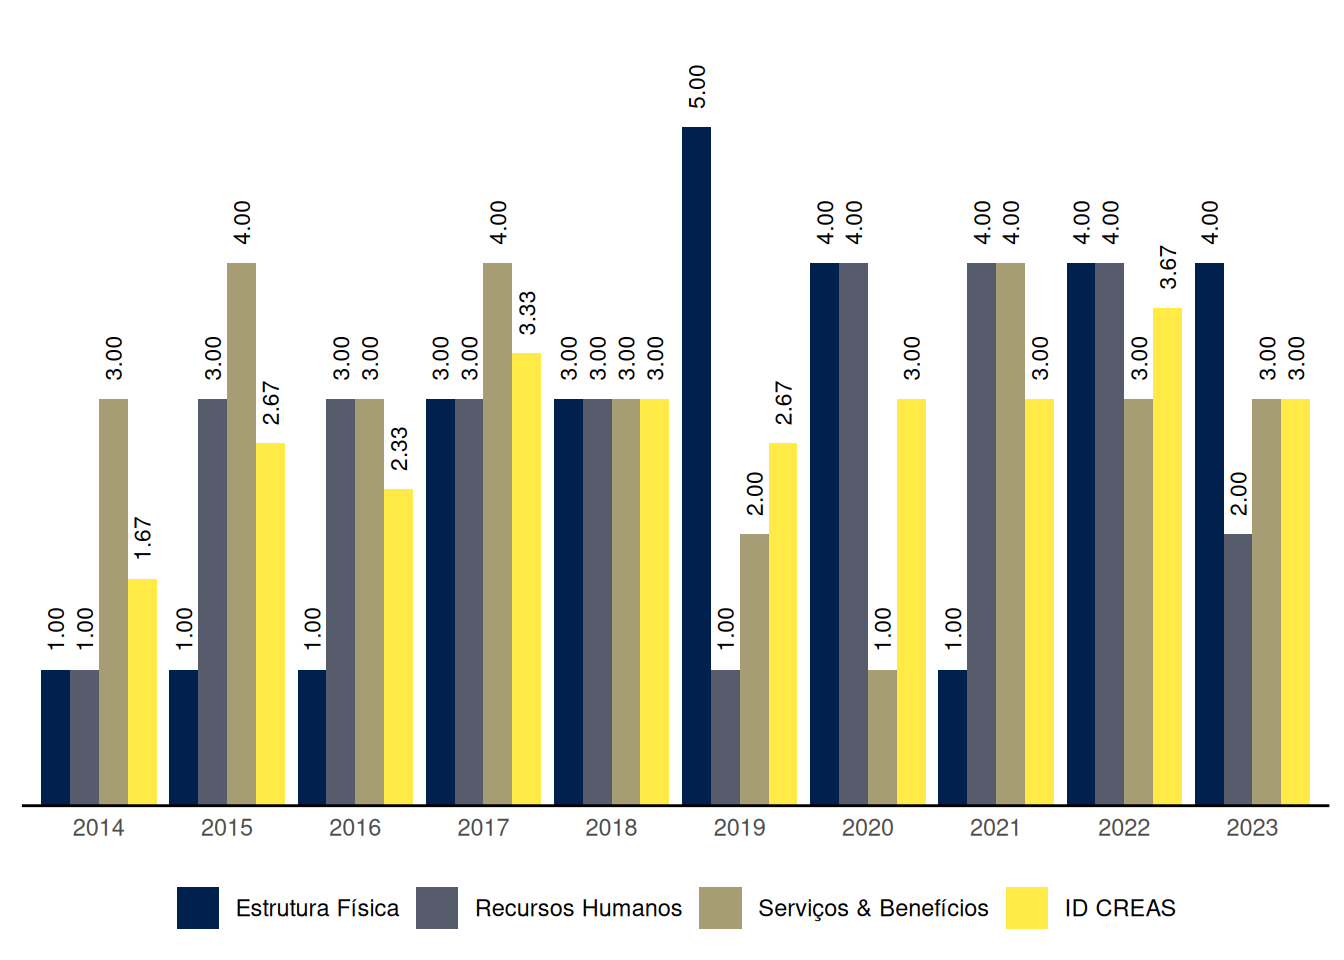 1.00 1.00 3.00 1.67
1.00 3.00 4.00 2.67
1.00 3.00 3.00 2.33
3.00 3.00 4.00 3.33
3.00 3.00 3.00 3.00
5.00 1.00 2.00 2.67
4.00 4.00 1.00 3.00
1.00 4.00 4.00 3.00
4.00 4.00 3.00 3.67
4.00 2.00 3.00 3.00
2014 2015 2016 2017 2018 2019 2020 2021 2022 2023
Estrutura Física Recursos Humanos Serviços & Benefícios ID CREAS